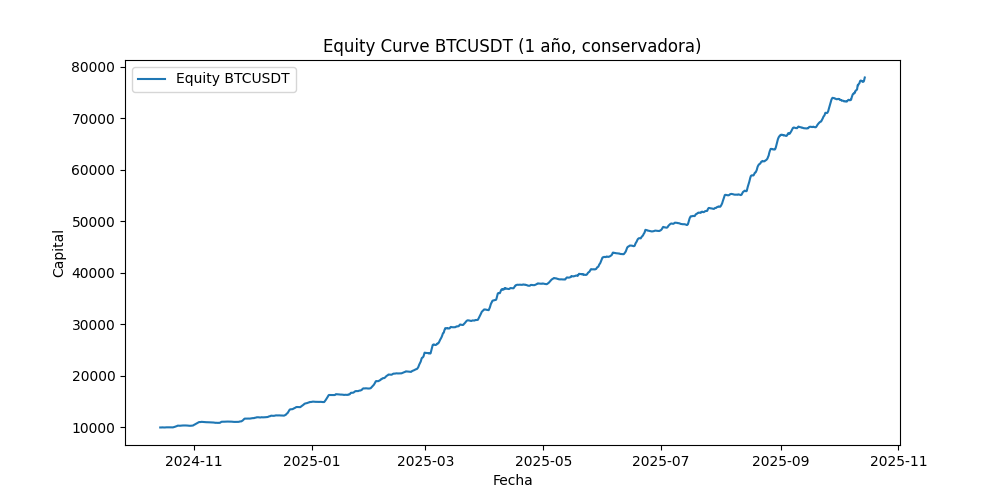 Equity Curve BTCUSDT (1 año, conservadora)
Equity BTCUSDT
Capital
80000
70000
60000
50000
40000
30000
20000
10000
2024-11 2025-01 2025-03 2025-05 2025-07 2025-09 2025-11
Fecha